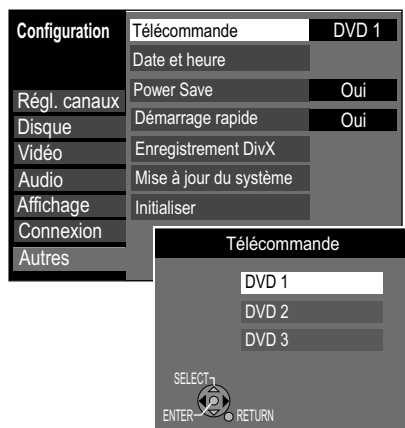 Configuration
Régl. canaux
Disque
Vidéo
Audio
Affichage
Connexion
Autres
Télécommande DVD 1
Date et heure
Power Save Oui
Démarrage rapide Oui
Enregistrement DivX
Mise à jour du système
Initialiser
Télécommande
DVD 1
DVD 2
DVD 3
SELECT
ENTER RETURN